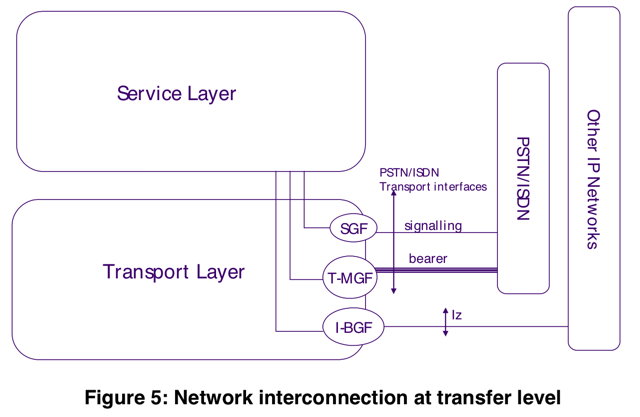 Service Layer
PSTN/ISDN
Transport interfaces
SGF
signalling
Transport Layer
T-MGF
bearer
I-BGF
Iz
PSTN/ISDN
Other IP Networks
Figure 5: Network interconnection at transfer level